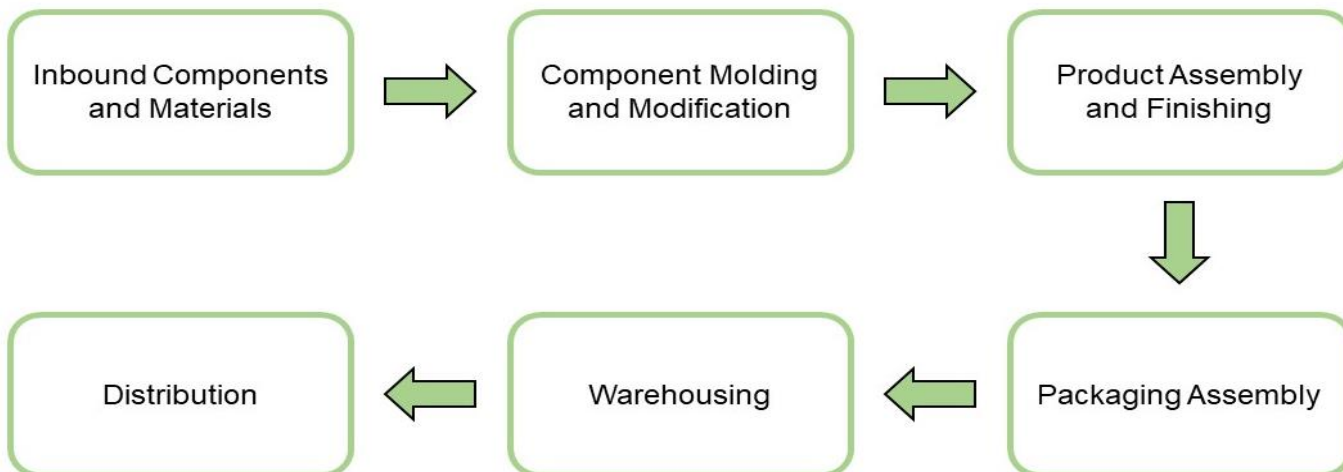 Inbound Components
and Materials
Component Molding
and Modification
Product Assembly
and Finishing
Packaging Assembly
Warehousing
Distribution